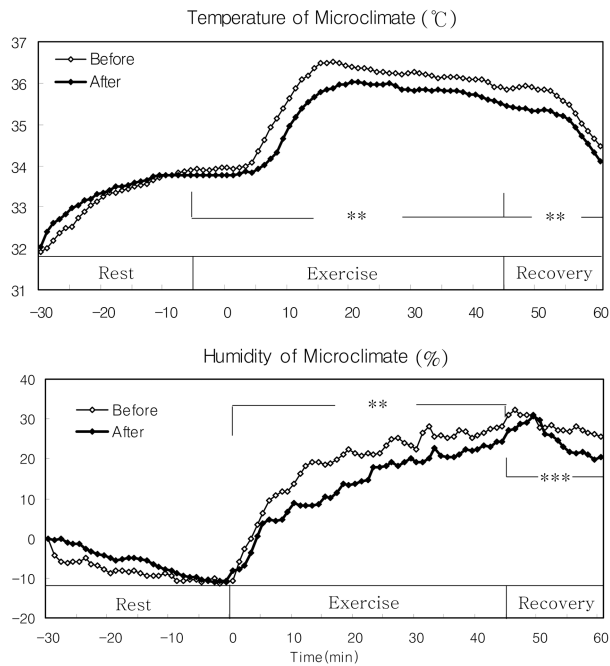 Temperature of Microclimate (℃)
37
36
35
34
33
32
31
Before
After
**
**
Rest
Exercise
Recovery
-30 -20 -10 0 10 20 30 40 50 60
Humidity of Microclimate (%)
40
30
20
10
0
-10
-20
Before
After
**
***
Rest
Exercise
Recovery
-30 -20 -10 0 10 20 30 40 50 60
Time(min)